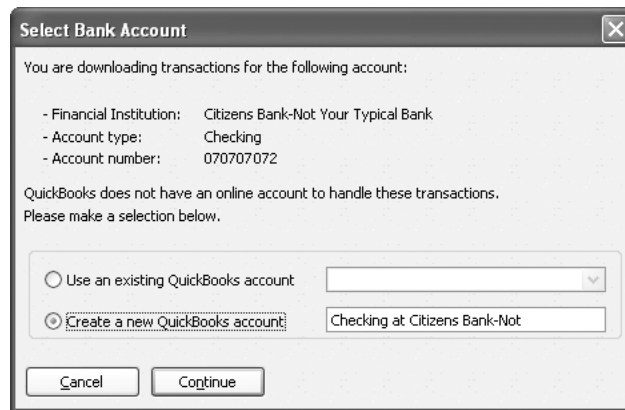 Select Bank Account
You are downloading transactions for the following account:
- Financial Institution: Citizens Bank-Not Your Typical Bank
- Account type: Checking
- Account number: 070707072
QuickBooks does not have an online account to handle these transactions.
Please make a selection below.
Use an existing QuickBooks account
Create a new QuickBooks account Checking at Citizens Bank-Not
Cancel Continue